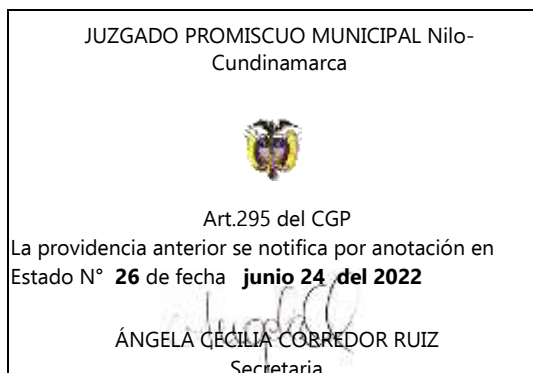 JUZGADO PROMISCUO MUNICIPAL Nilo-
Cundinamarca
Art.295 del CGP
La providencia anterior se notifica por anotación en
Estado N° 26 de fecha junio 24 del 2022
ÁNGELA CECILIA CORREDOR RUIZ
Secretaria